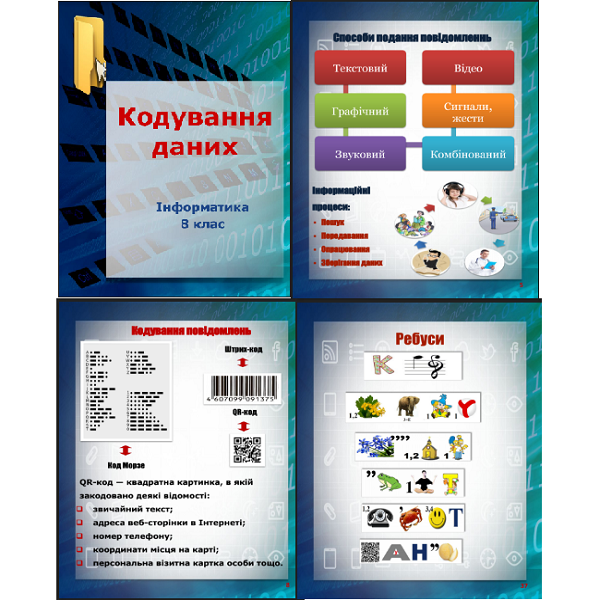 Кодування
даних
Інформатика
8 клас
Способи подання повідомленнь
Текстовий
Відео
Графічний
Сигнали,
жести
Звуковий
Комбінований
Інформаційні
процеси:
Пошук
Передавання
Опрацювання
Зберігання даних
Кодування повідомлень
Штрих-код
4 607099 091375
QR-код
Код Морзе
QR-код — квадратна картинка, в якій
закодовано деякі відомості:
звичайний текст;
адреса веб-сторінки в Інтернеті;
номер телефону;
координати місця на карті;
персональна візитна картка особи тощо.
Ребуси
К
1,2
,,,, 1,2 1
,, 1 Т
1,2 , 3,4 Т
АН,,